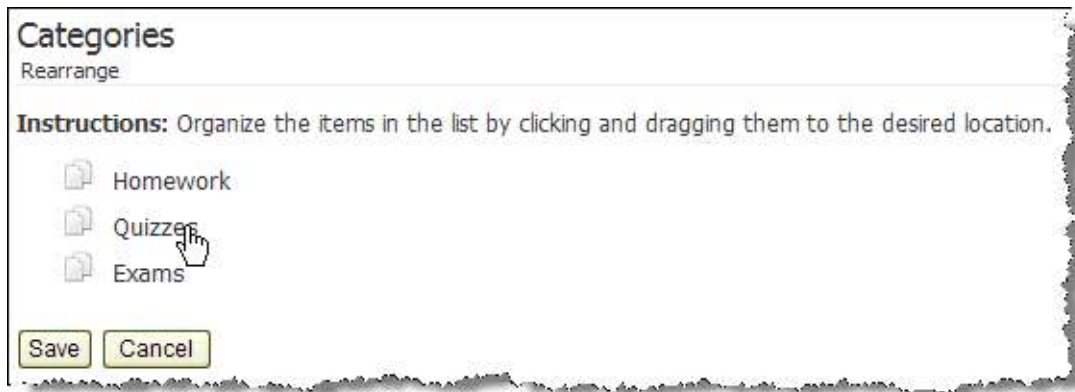 Categories
Rearrange
Instructions: Organize the items in the list by clicking and dragging them to the desired location.
Homework
Quizzes
Exams
Save Cancel